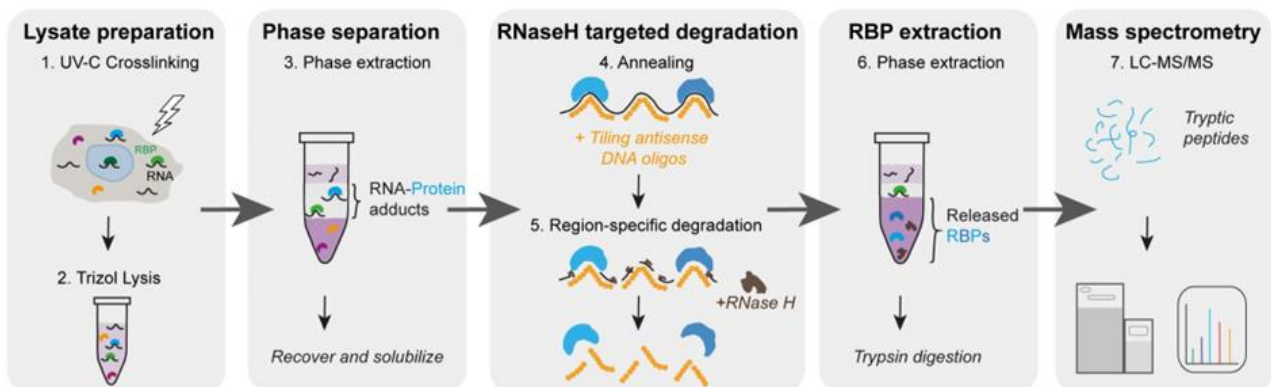 Lysate preparation
1. UV-C Crosslinking
RBP
RNA
2. Trizol Lysis
Phase separation
3. Phase extraction
RNA-Protein
adducts
Recover and solubilize
RNaseH targeted degradation
4. Annealing
+ Tiling antisense
DNA oligos
5. Region-specific degradation
+RNase H
RBP extraction
6. Phase extraction
Released
RBPs
Trypsin digestion
Mass spectrometry
7. LC-MS/MS
Tryptic
peptides